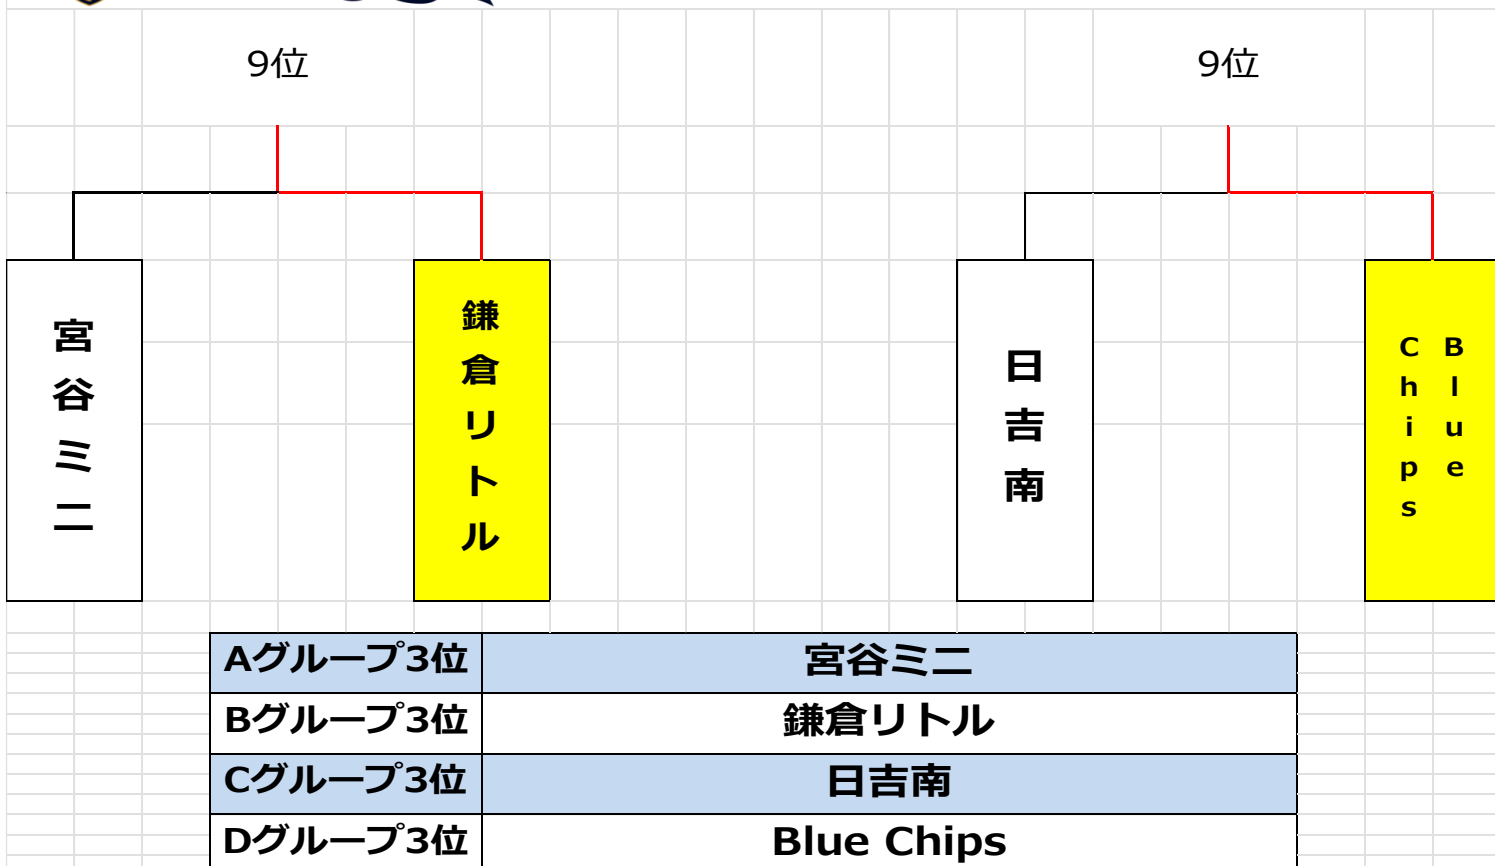 9位
9位
宮谷ミニ
鎌倉リトル
日吉南
Blue
Chips
Aグループ3位 宮谷ミニ
Bグループ3位 鎌倉リトル
Cグループ3位 日吉南
Dグループ3位 Blue Chips